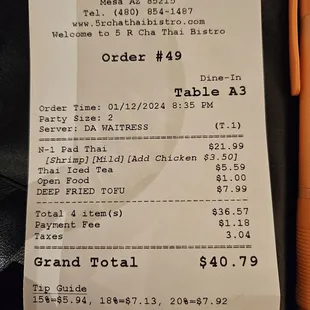 Mesa AZ 85215
Tel. (480) 854-1487
www.5rchathaibistro.com
Welcome to 5 R Cha Thai Bistro
Order #49
Dine-In
Table A3
Order Time: 01/12/2024 8:35 PM
Party Size: 2
Server: DA WAITRESS (T.1)
N-1 Pad Thai $21.99
[Shrimp][Mild][Add Chicken $3.50]
Thai Iced Tea $5.59
Open Food $1.00
DEEP FRIED TOFU $7.99
Total 4 item(s) $36.57
Payment Fee $1.18
Taxes 3.04
Grand Total $40.79
Tip Guide
15%=$5.94, 18%=$7.13, 20%=$7.92